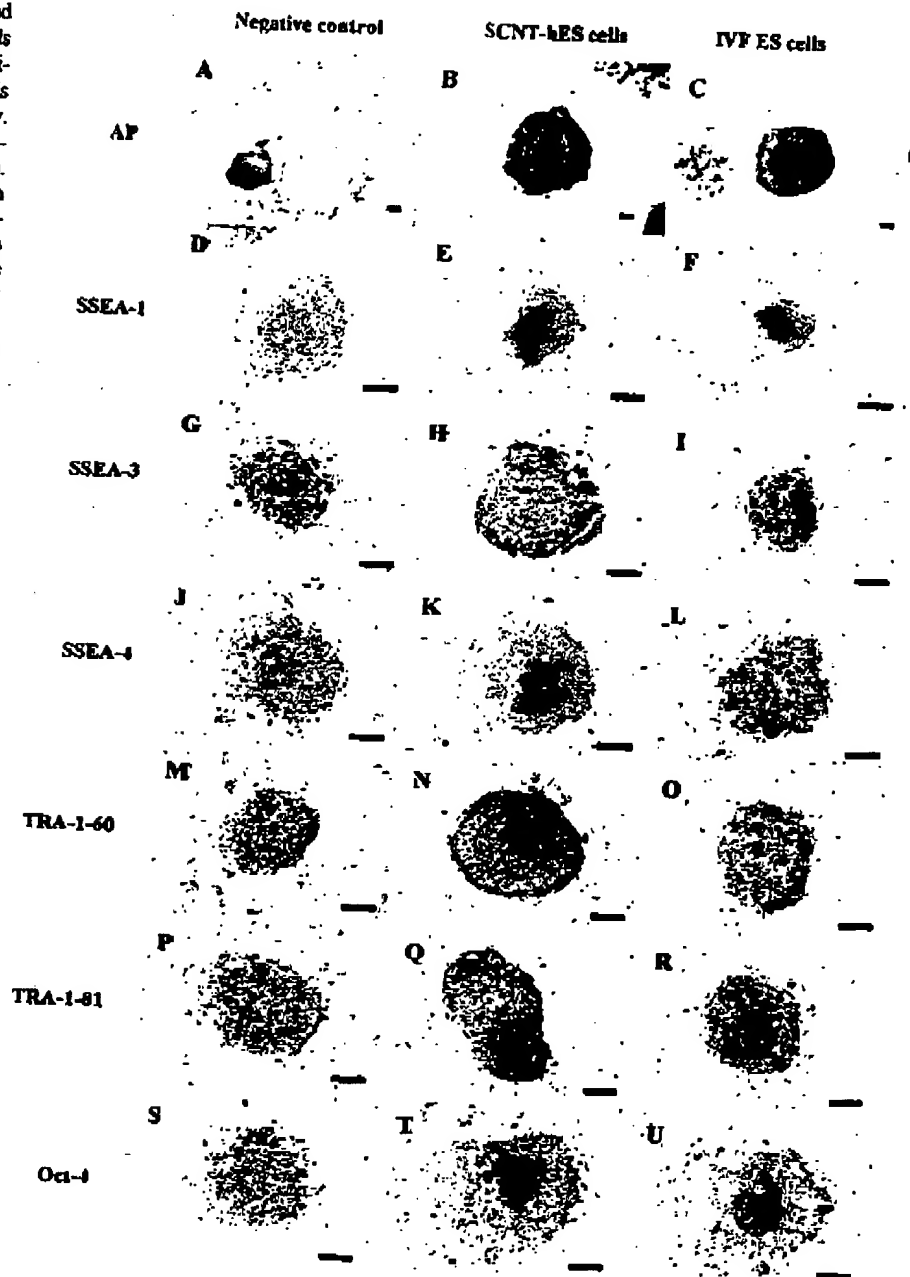 Negative control SCNT-hES cells IVF ES cells
A B C
AP
D E F
SSEA-1
G H I
SSEA-3
J K L
SSEA-4
M N O
TRA-1-60
P Q R
TRA-1-81
S T U
Oct-4